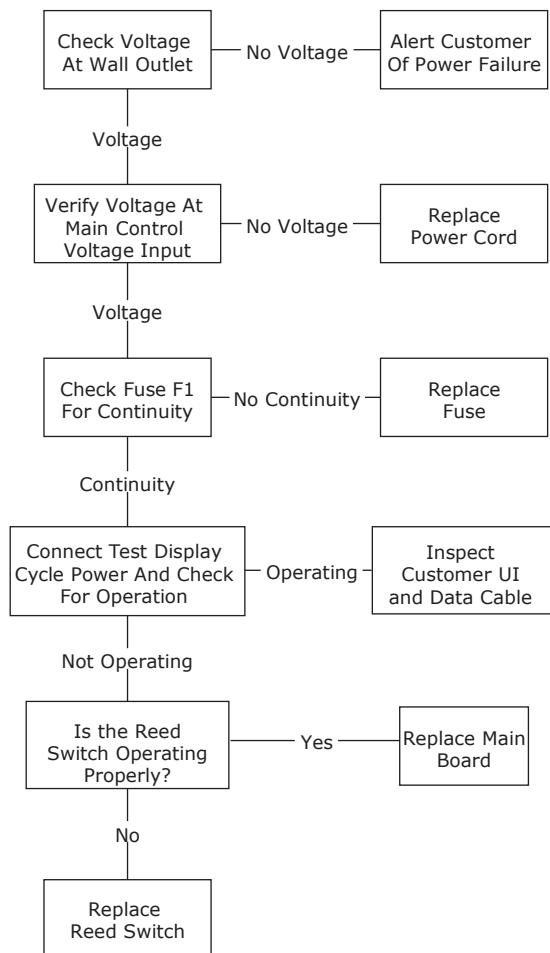 Check Voltage
At Wall Outlet
No Voltage
Alert Customer
Of Power Failure
Voltage
Verify Voltage At
Main Control
Voltage Input
No Voltage
Replace
Power Cord
Voltage
Check Fuse F1
For Continuity
No Continuity
Replace
Fuse
Continuity
Connect Test Display
Cycle Power And Check
For Operation
Operating
Inspect
Customer UI
and Data Cable
Not Operating
Is the Reed
Switch Operating
Properly?
Yes
Replace Main
Board
No
Replace
Reed Switch